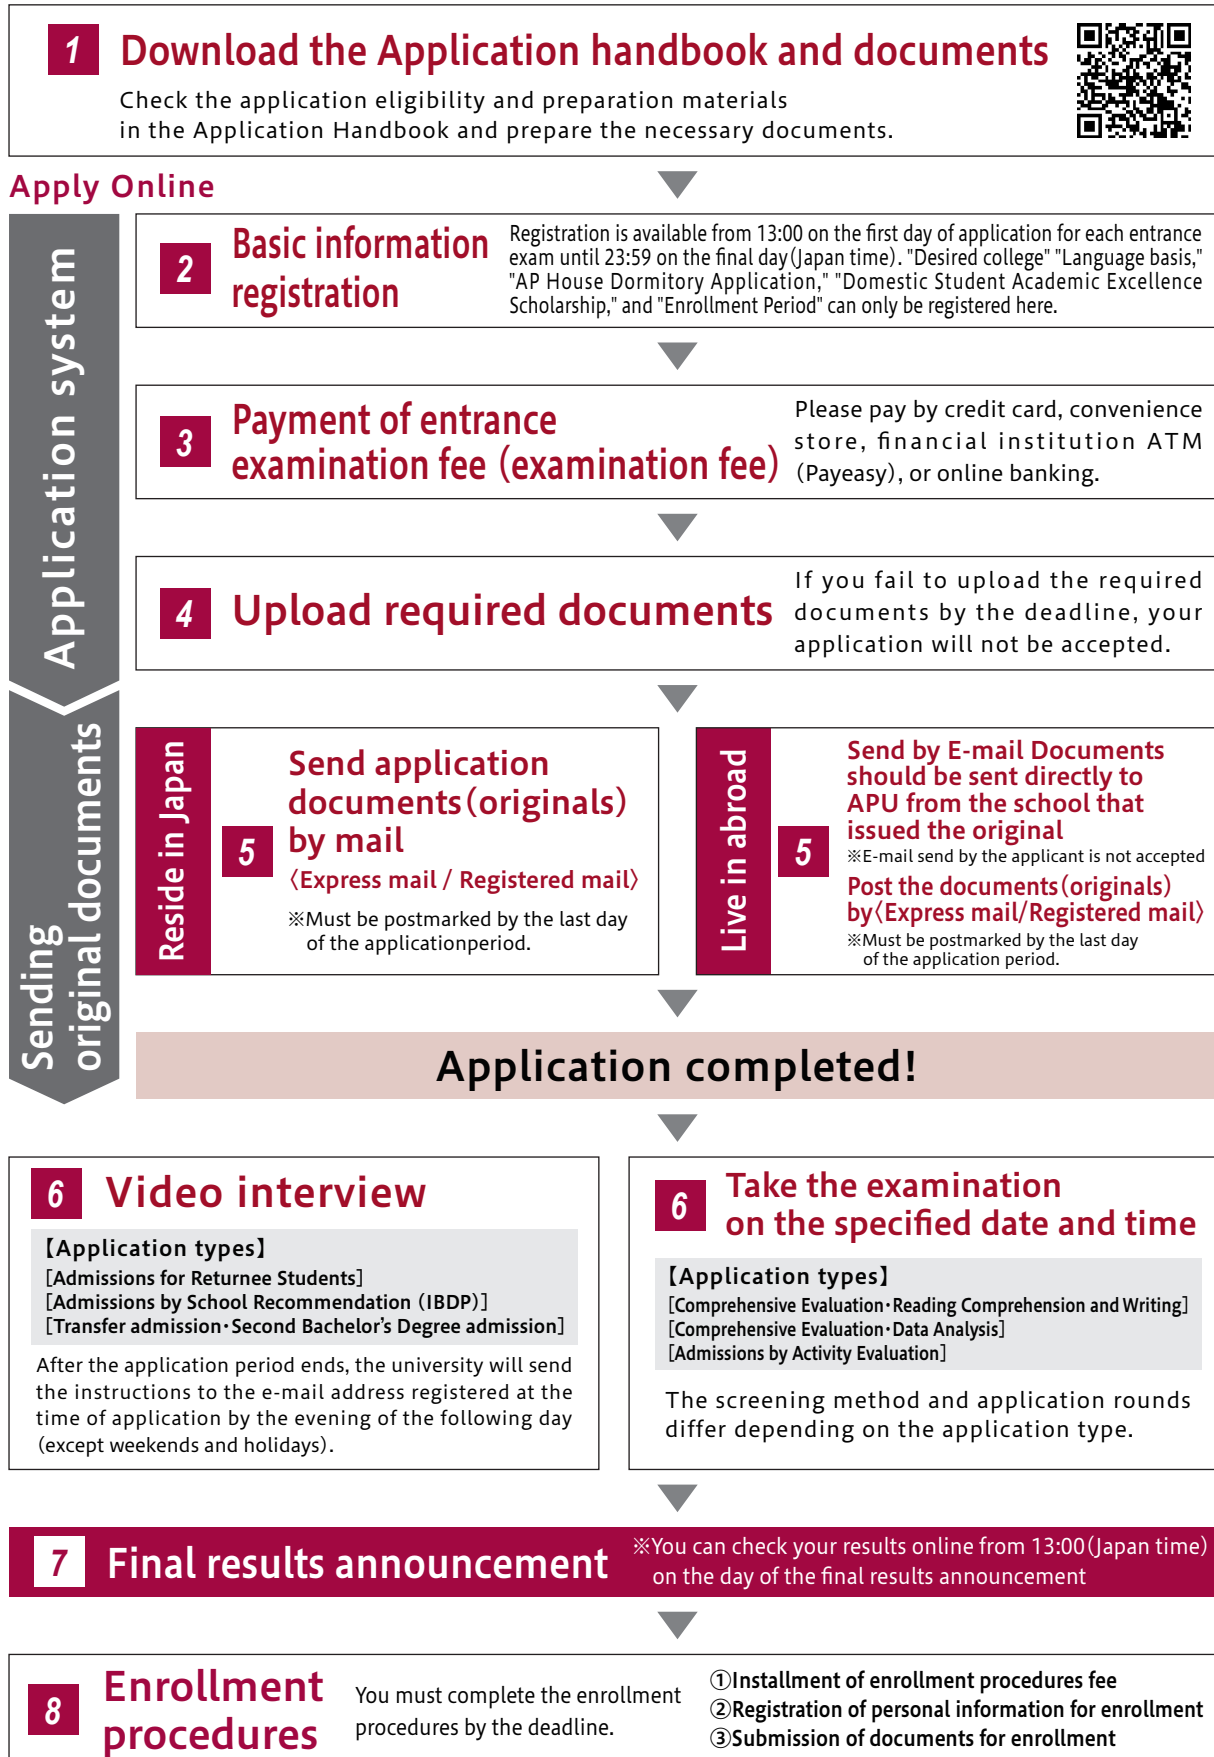 1 Download the Application handbook and documents
Check the application eligibility and preparation materials
in the Application Handbook and prepare the necessary documents.
Apply Online
Application system
2 Basic information
registration
Registration is available from 13:00 on the first day of application for each entrance
exam until 23:59 on the final day(Japan time). "Desired college" "Language basis,"
"AP House Dormitory Application," "Domestic Student Academic Excellence
Scholarship," and "Enrollment Period" can only be registered here.
3 Payment of entrance
examination fee (examination fee)
Please pay by credit card, convenience
store, financial institution ATM
(Payeasy), or online banking.
4 Upload required documents
If you fail to upload the required
documents by the deadline, your
application will not be accepted.
Sending
original documents
Reside in Japan
5 Send application
documents(originals)
by mail
〈Express mail / Registered mail〉
※Must be postmarked by the last day
of the applicationperiod.
Live in abroad
5 Send by E-mail Documents
should be sent directly to
APU from the school that
issued the original
※E-mail send by the applicant is not accepted
Post the documents(originals)
by〈Express mail/Registered mail〉
※Must be postmarked by the last day
of the application period.
Application completed!
6 Video interview
【Application types】
[Admissions for Returnee Students]
[Admissions by School Recommendation (IBDP)]
[Transfer admission・Second Bachelor's Degree admission]
After the application period ends, the university will send
the instructions to the e-mail address registered at the
time of application by the evening of the following day
(except weekends and holidays).
6 Take the examination
on the specified date and time
【Application types】
[Comprehensive Evaluation・Reading Comprehension and Writing]
[Comprehensive Evaluation・Data Analysis]
[Admissions by Activity Evaluation]
The screening method and application rounds
differ depending on the application type.
7 Final results announcement
※You can check your results online from 13:00(Japan time)
on the day of the final results announcement
8 Enrollment
procedures
You must complete the enrollment
procedures by the deadline.
①Installment of enrollment procedures fee
②Registration of personal information for enrollment
③Submission of documents for enrollment